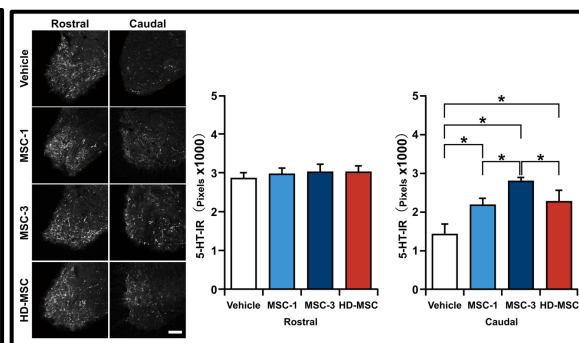 Rostral Caudal
Vehicle
MSC-1
MSC-3
HD-MSC
5-HT-IR (Pixels x1000)
5
4
3
2
1
0
Vehicle MSC-1 MSC-3 HD-MSC
Rostral
5-HT-IR (Pixels x1000)
5
4
3
2
1
0
*
*
*
*
*
Vehicle MSC-1 MSC-3 HD-MSC
Caudal